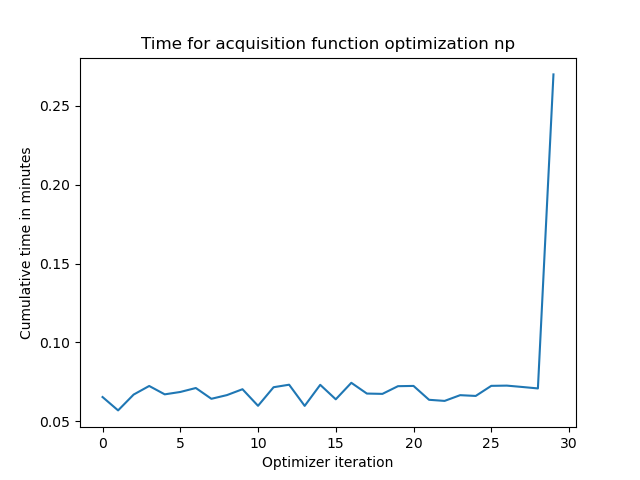 Time for acquisition function optimization np
Cumulative time in minutes
0.25
0.20
0.15
0.10
0.05
0 5 10 15 20 25 30
Optimizer iteration